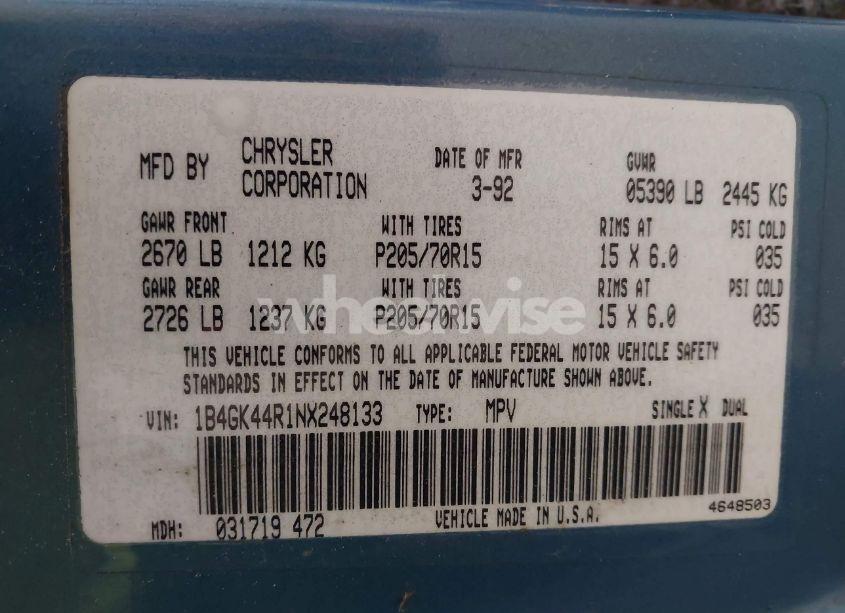 MFD BY CHRYSLER CORPORATION DATE OF MFR 3-92 GVWR 05390 LB 2445 KG
GAWR FRONT WITH TIRES RIMS AT PSI COLD
2670 LB 1212 KG P205/70R15 15 X 6.0 035
GAWR REAR WITH TIRES RIMS AT PSI COLD
2726 LB 1237 KG P205/70R15 15 X 6.0 035
wheelwise
THIS VEHICLE CONFORMS TO ALL APPLICABLE FEDERAL MOTOR VEHICLE SAFETY
STANDARDS IN EFFECT ON THE DATE OF MANUFACTURE SHOWN ABOVE.
VIN: 1B4GK44R1NX248133 TYPE: MPV SINGLE X DUAL
4648503
MDH: 031719 472 VEHICLE MADE IN U.S.A.